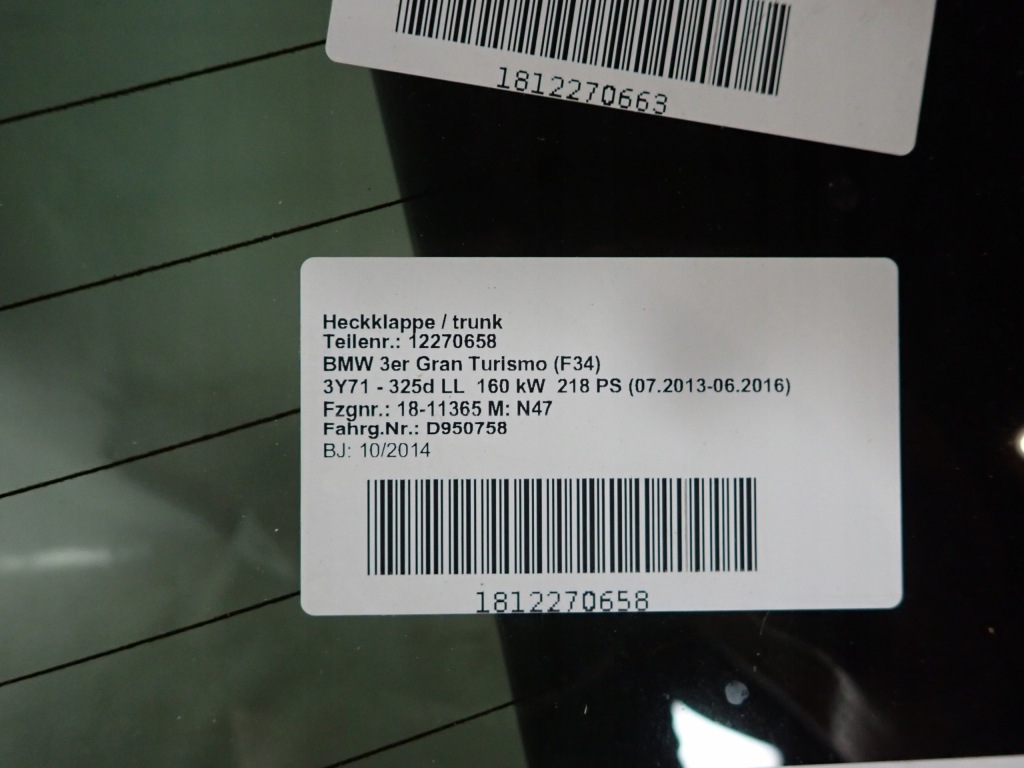 1812270663
Heckklappe / trunk
Teilenr.: 12270658
BMW 3er Gran Turismo (F34)
3Y71 - 325d LL 160 kW 218 PS (07.2013-06.2016)
Fzgnr.: 18-11365 M: N47
Fahrg.Nr.: D950758
BJ: 10/2014
1812270658